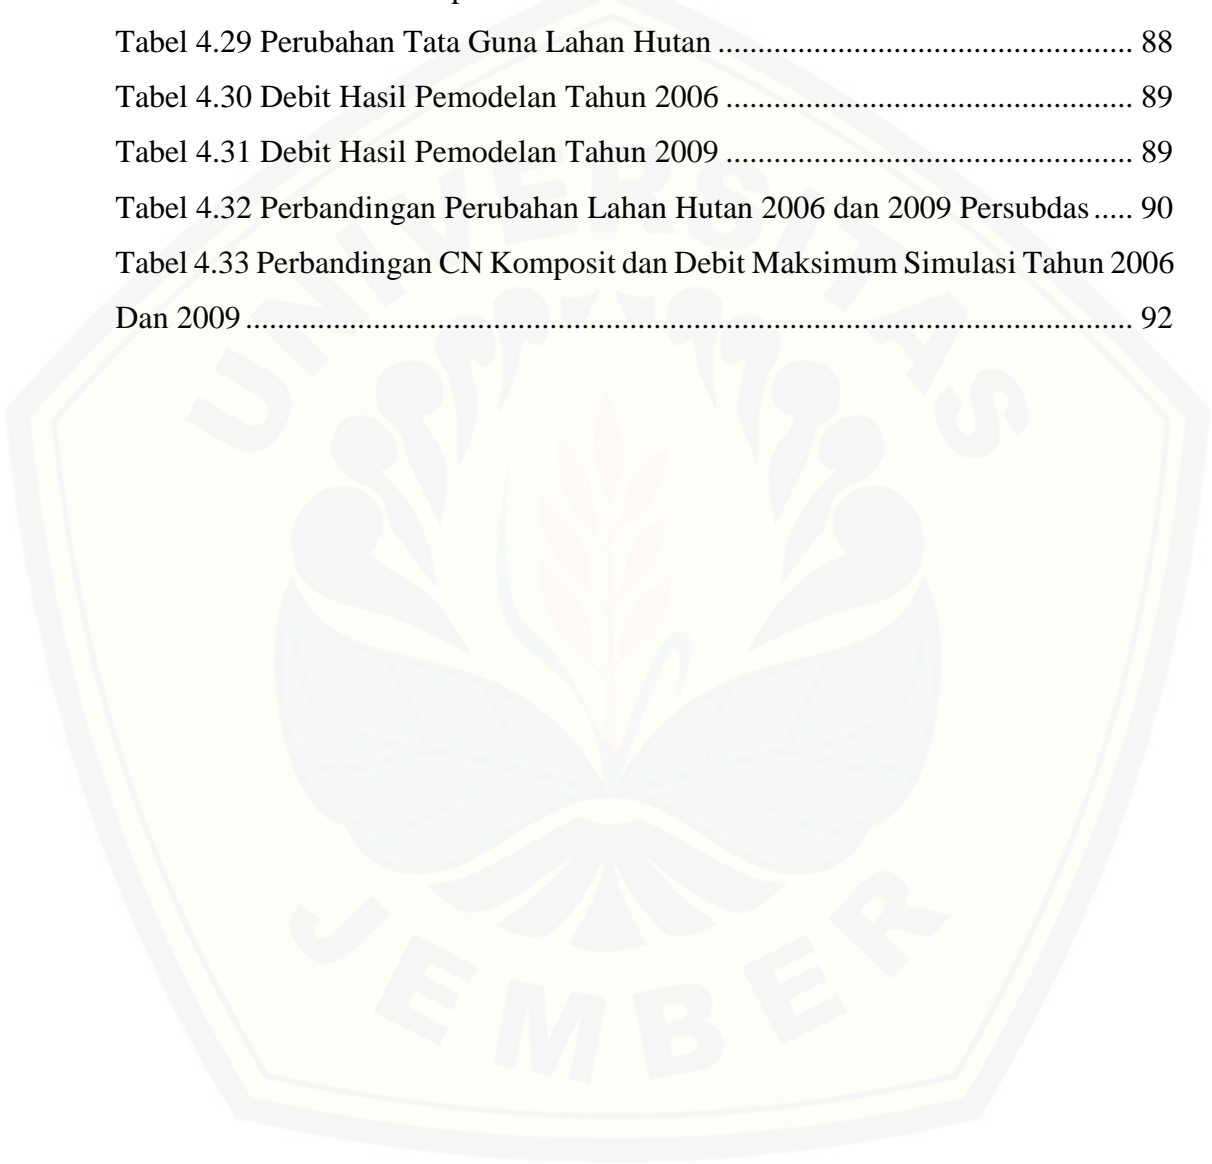 Tabel 4.29 Perubahan Tata Guna Lahan Hutan .................................................... 88
Tabel 4.30 Debit Hasil Pemodelan Tahun 2006 ................................................... 89
Tabel 4.31 Debit Hasil Pemodelan Tahun 2009 ................................................... 89
Tabel 4.32 Perbandingan Perubahan Lahan Hutan 2006 dan 2009 Persubdas ..... 90
Tabel 4.33 Perbandingan CN Komposit dan Debit Maksimum Simulasi Tahun 2006
Dan 2009 ............................................................................................................... 92
UNIVERSITAS
JEMBER